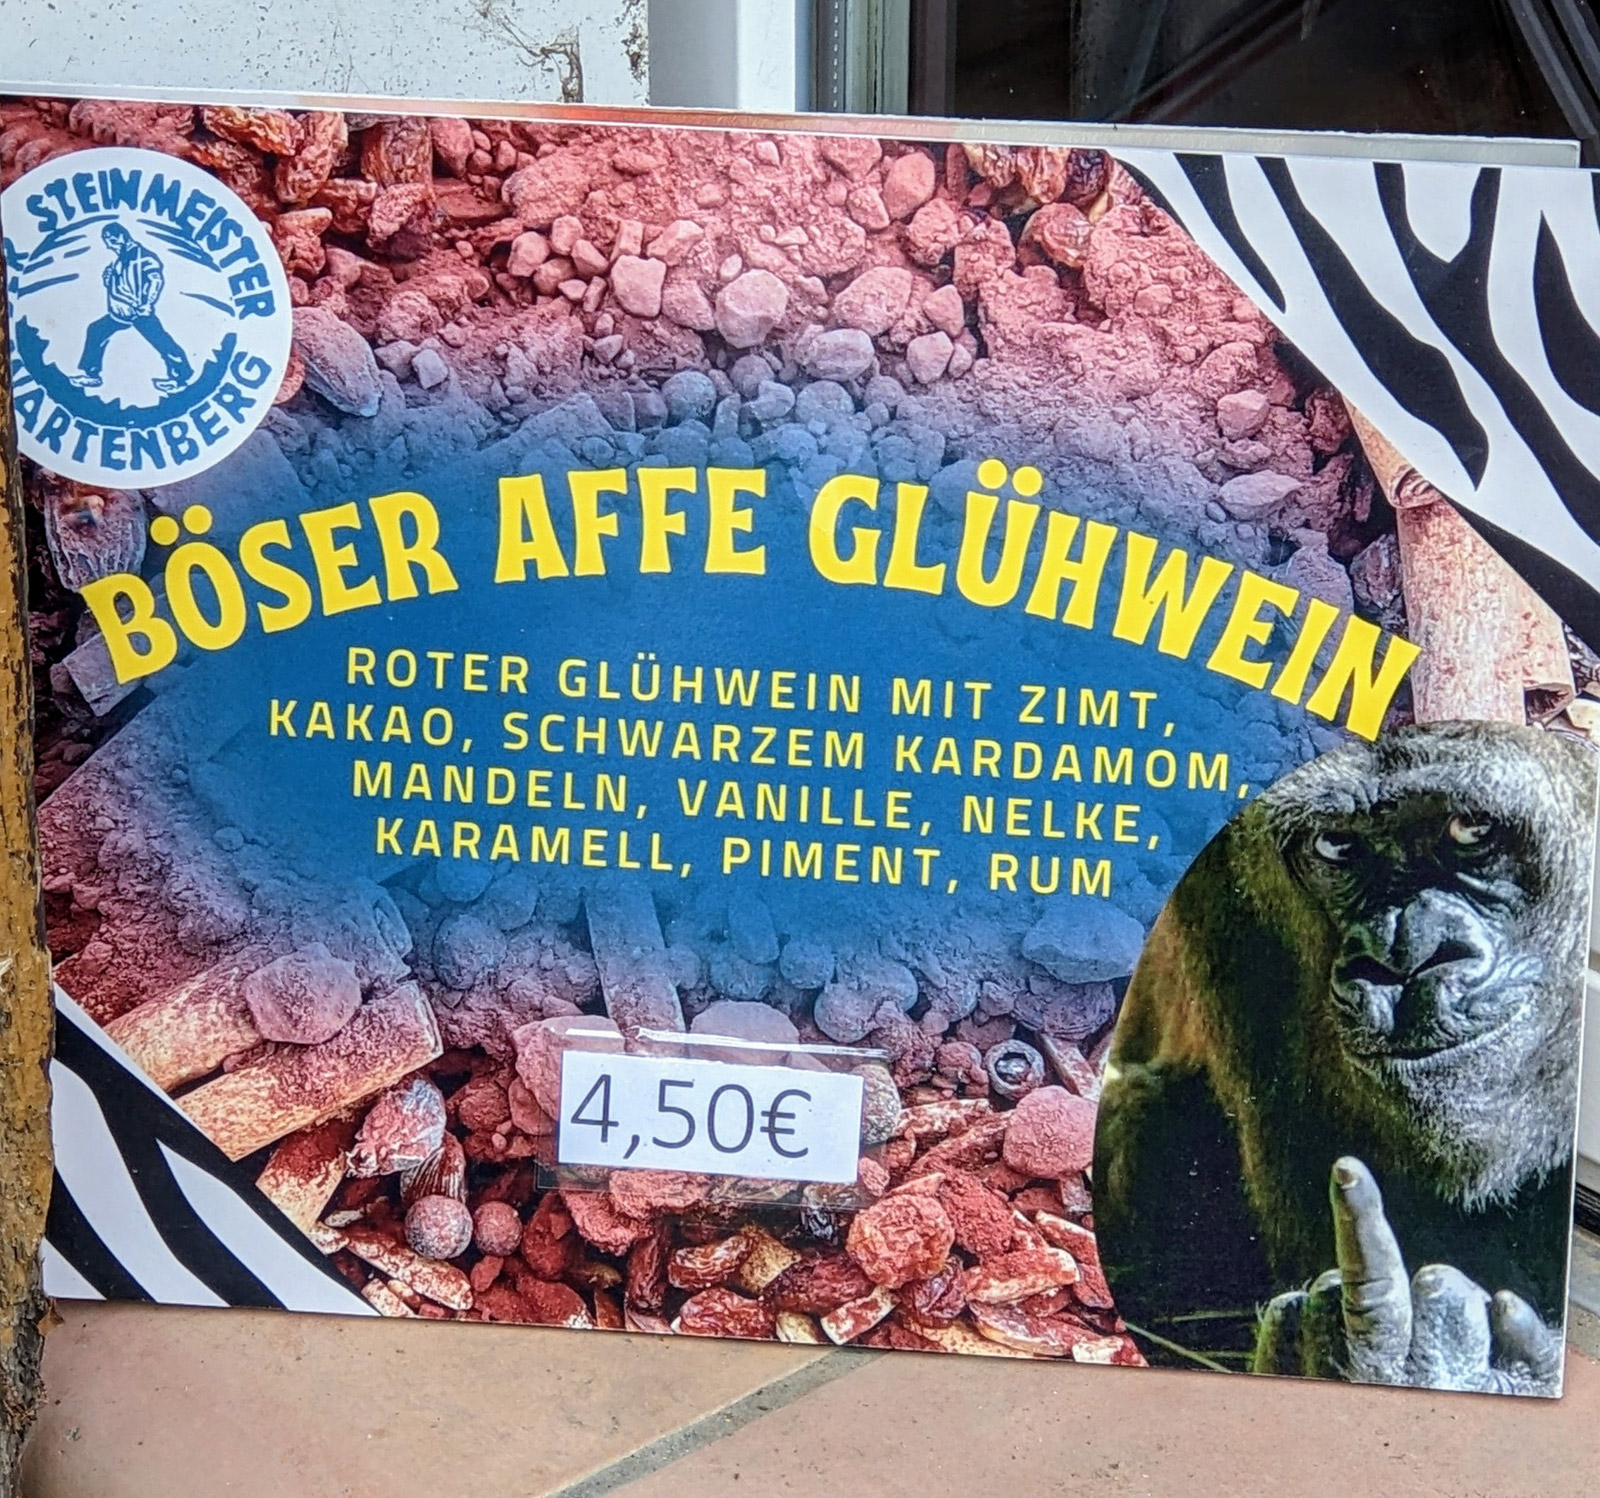 STEINMEISTER
WARTENBERG
BÖSER AFFE GLÜHWEIN
ROTER GLÜHWEIN MIT ZIMT,
KAKAO, SCHWARZEM KARDAMOM,
MANDELN, VANILLE, NELKE,
KARAMELL, PIMENT, RUM
4,50€